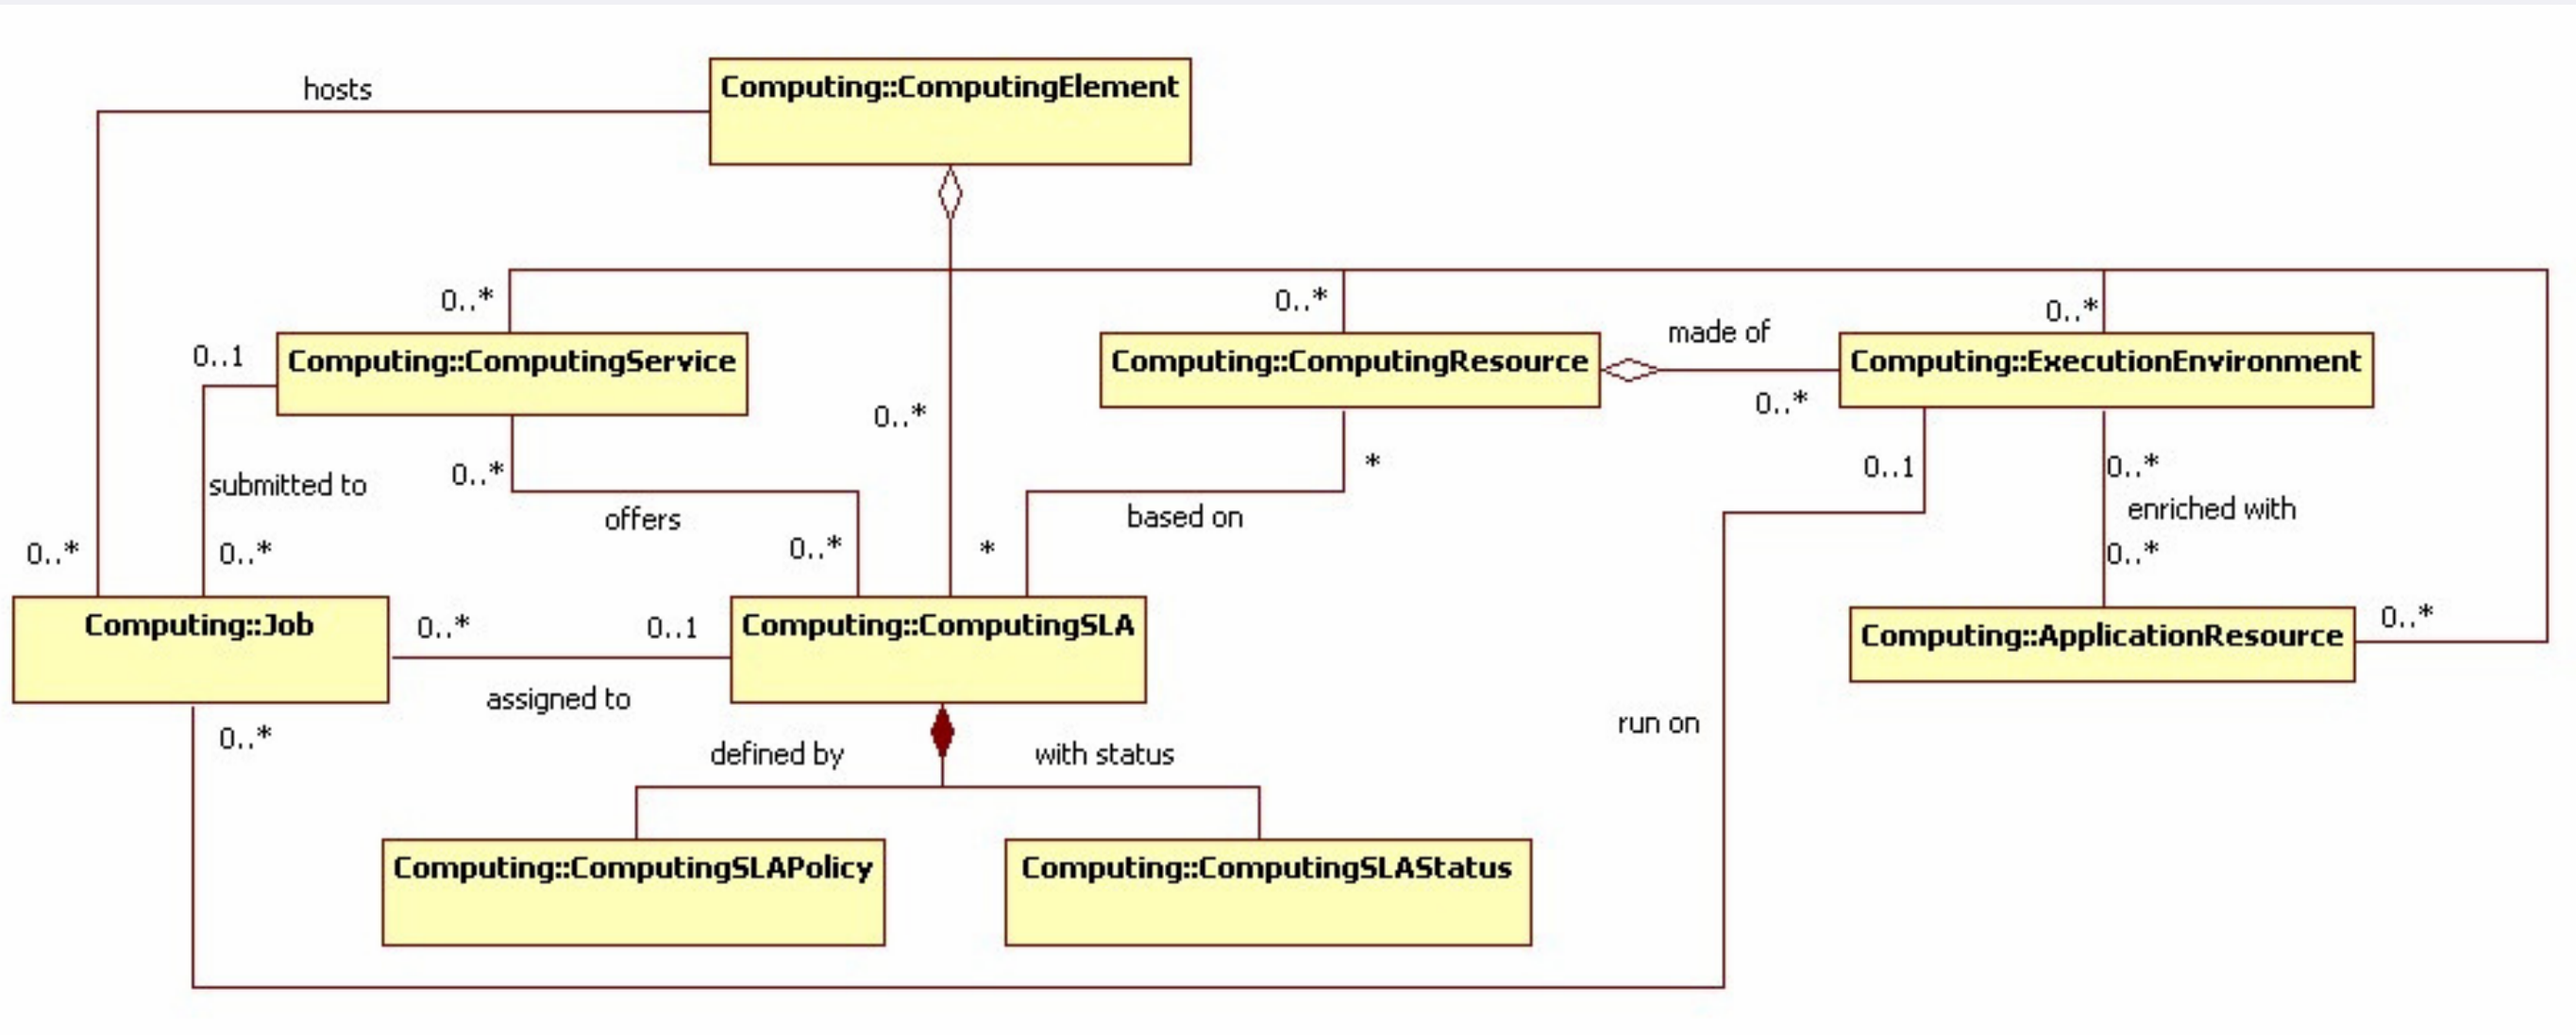 hosts
Computing::ComputingElement
0..*
0..*
0..*
0..1
Computing::ComputingService
Computing::ComputingResource
made of
Computing::ExecutionEnvironment
0..*
0..*
submitted to
0..*
offers
*
based on
0..1
0..*
enriched with
0..*
0..*
0..*
0..*
*
0..*
Computing::Job
0..*
0..1
Computing::ComputingSLA
Computing::ApplicationResource
assigned to
0..*
defined by
with status
run on
Computing::ComputingSLAPolicy
Computing::ComputingSLAStatus